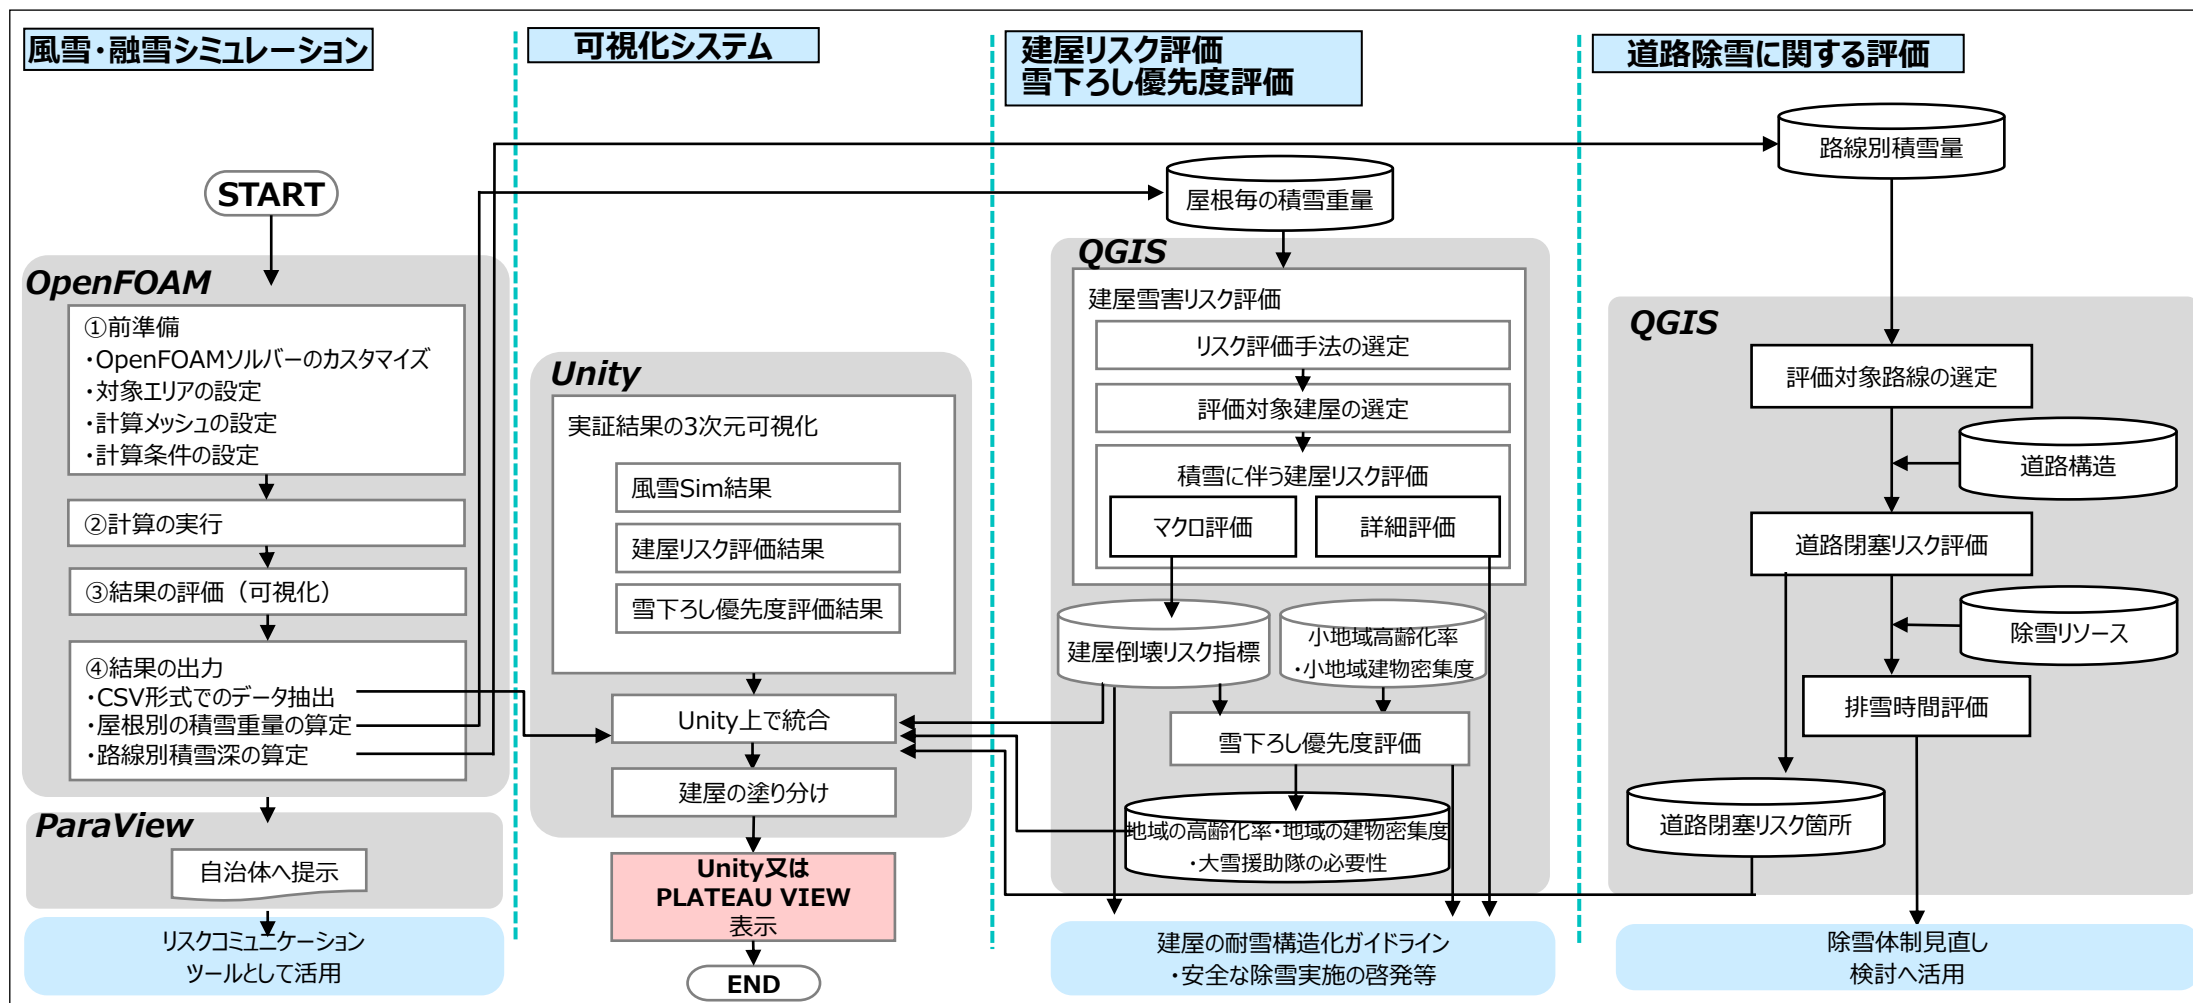 風雪・融雪シミュレーション
START
OpenFOAM
①前準備
・OpenFOAMソルバーのカスタマイズ
・対象エリアの設定
・計算メッシュの設定
・計算条件の設定
②計算の実行
③結果の評価（可視化）
④結果の出力
・CSV形式でのデータ抽出
・屋根別の積雪重量の算定
・路線別積雪深の算定
ParaView
自治体へ提示
リスクコミュニケーション
ツールとして活用
可視化システム
Unity
実証結果の3次元可視化
風雪Sim結果
建屋リスク評価結果
雪下ろし優先度評価結果
Unity上で統合
建屋の塗り分け
Unity又は
PLATEAU VIEW
表示
END
建屋リスク評価
雪下ろし優先度評価
屋根毎の積雪重量
QGIS
建屋雪害リスク評価
リスク評価手法の選定
評価対象建屋の選定
積雪に伴う建屋リスク評価
マクロ評価
詳細評価
建屋倒壊リスク指標
小地域高齢化率
・小地域建物密集度
雪下ろし優先度評価
地域の高齢化率・地域の建物密集度
・大雪援助隊の必要性
建屋の耐雪構造化ガイドライン
・安全な除雪実施の啓発等
道路除雪に関する評価
路線別積雪量
QGIS
評価対象路線の選定
道路構造
道路閉塞リスク評価
除雪リソース
排雪時間評価
道路閉塞リスク箇所
除雪体制見直し
検討へ活用